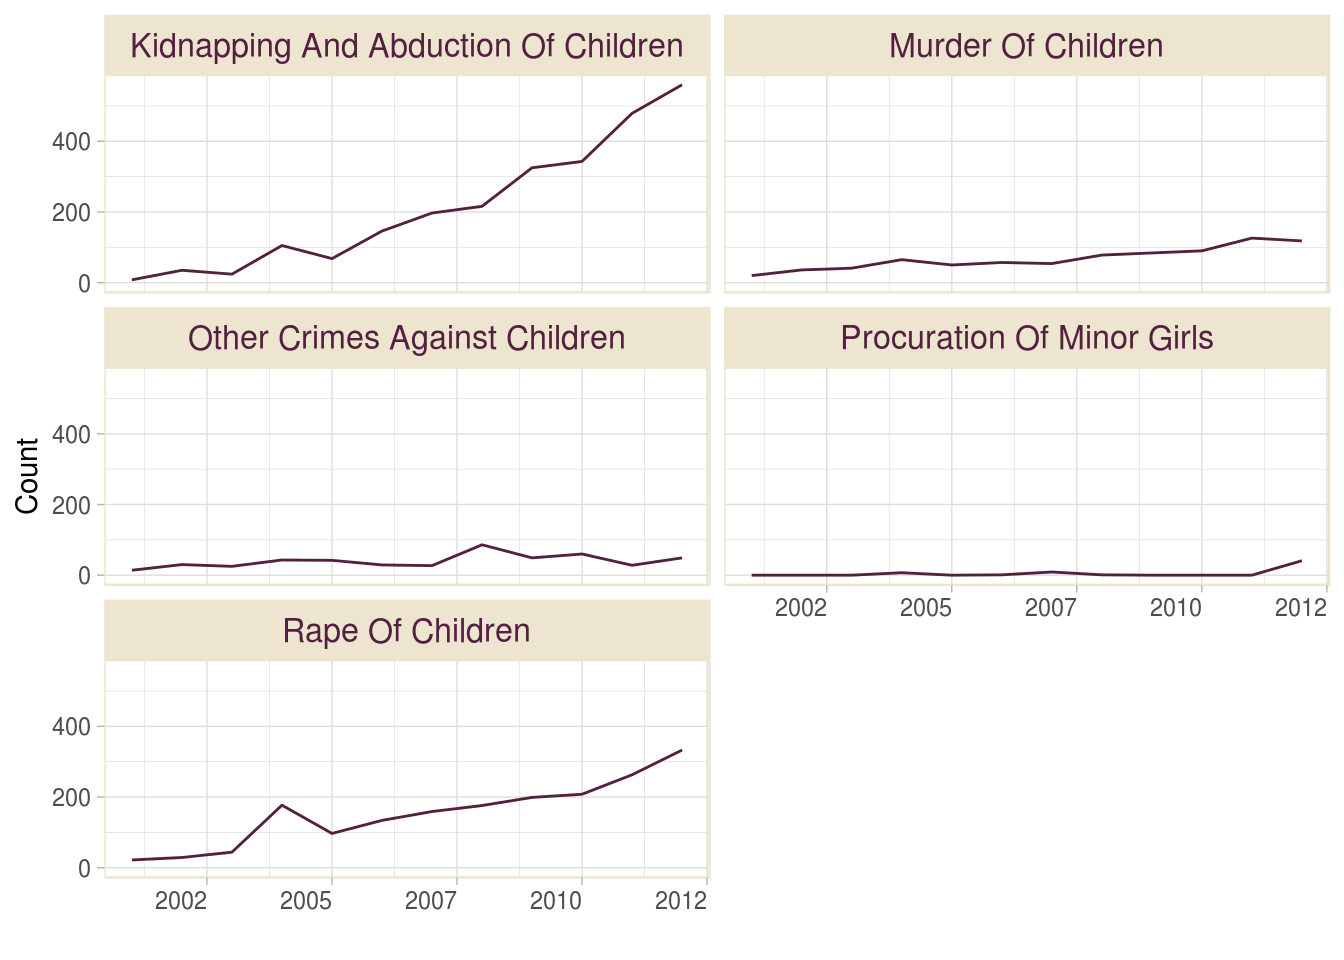 Kidnapping And Abduction Of Children
Murder Of Children
400
200
0
Other Crimes Against Children
Procuration Of Minor Girls
Count
400
200
0
2002 2005 2007 2010 2012
Rape Of Children
400
200
0
2002 2005 2007 2010 2012